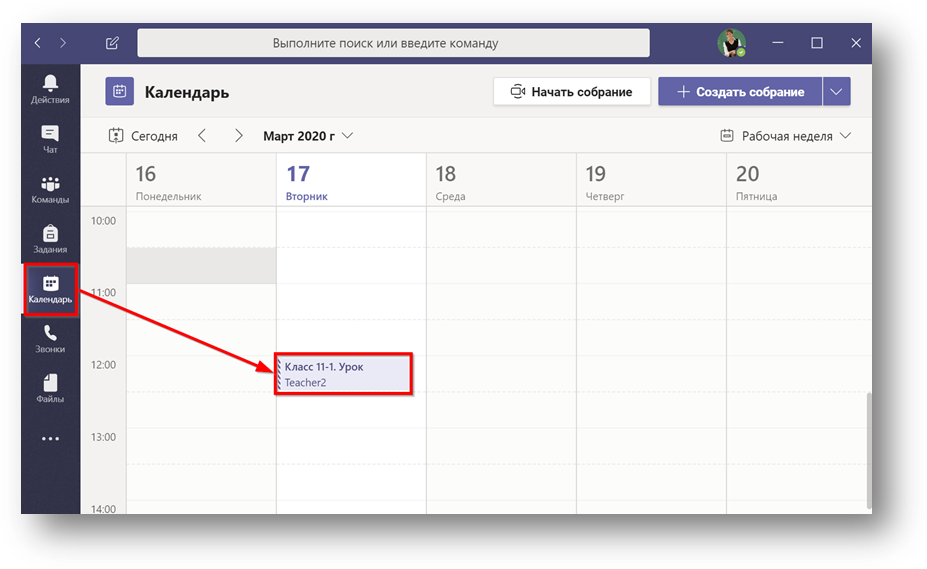 Выполните поиск или введите команду
Действия
Чат
Команды
Задания
Календарь
Звонки
Файлы
Календарь
Начать собрание
Создать собрание
Сегодня
Март 2020 г
Рабочая неделя
16
Понедельник
17
Вторник
18
Среда
19
Четверг
20
Пятница
10:00
11:00
12:00
Класс 11-1. Урок
Teacher2
13:00
14:00